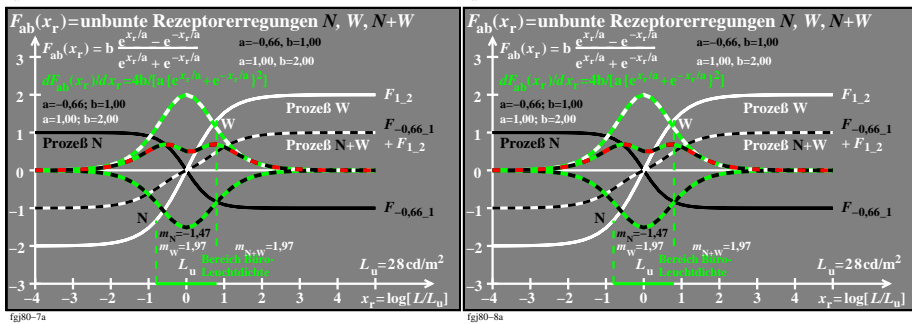 F_ab(x_r)=unbunte Rezeptorerregungen N, W, N+W
F_ab(x_r)=b (e^(x_r/a) − e^(−x_r/a)) / (e^(x_r/a) + e^(−x_r/a))
a=-0,66, b=1,00
a=1,00, b=2,00
dF_ab(x_r)/dx_r=4b/[a{e^(x_r/a)+e^(−x_r/a)}²]
a=-0,66; b=1,00
a=1,00; b=2,00
Prozeß W
F_1_2
W
F_−0,66_1
+ F_1_2
Prozeß N
Prozeß N+W
3
2
1
0
−1
−2
−3
N
F_−0,66_1
m_N=−1,47
m_W=1,97
m_N+W=1,97
Bereich Büro-
Leuchtdichte
L_u
L_u=28cd/m²
−4 −3 −2 −1 0 1 2 3 4
x_r=log[L/L_u]
fgj80-7a
F_ab(x_r)=unbunte Rezeptorerregungen N, W, N+W
F_ab(x_r)=b (e^(x_r/a) − e^(−x_r/a)) / (e^(x_r/a) + e^(−x_r/a))
a=-0,66, b=1,00
a=1,00, b=2,00
dF_ab(x_r)/dx_r=4b/[a{e^(x_r/a)+e^(−x_r/a)}²]
a=-0,66; b=1,00
a=1,00; b=2,00
Prozeß W
F_1_2
W
F_−0,66_1
+ F_1_2
Prozeß N
Prozeß N+W
3
2
1
0
−1
−2
−3
N
F_−0,66_1
m_N=−1,47
m_W=1,97
m_N+W=1,97
Bereich Büro-
Leuchtdichte
L_u
L_u=28cd/m²
−4 −3 −2 −1 0 1 2 3 4
x_r=log[L/L_u]
fgj80-8a